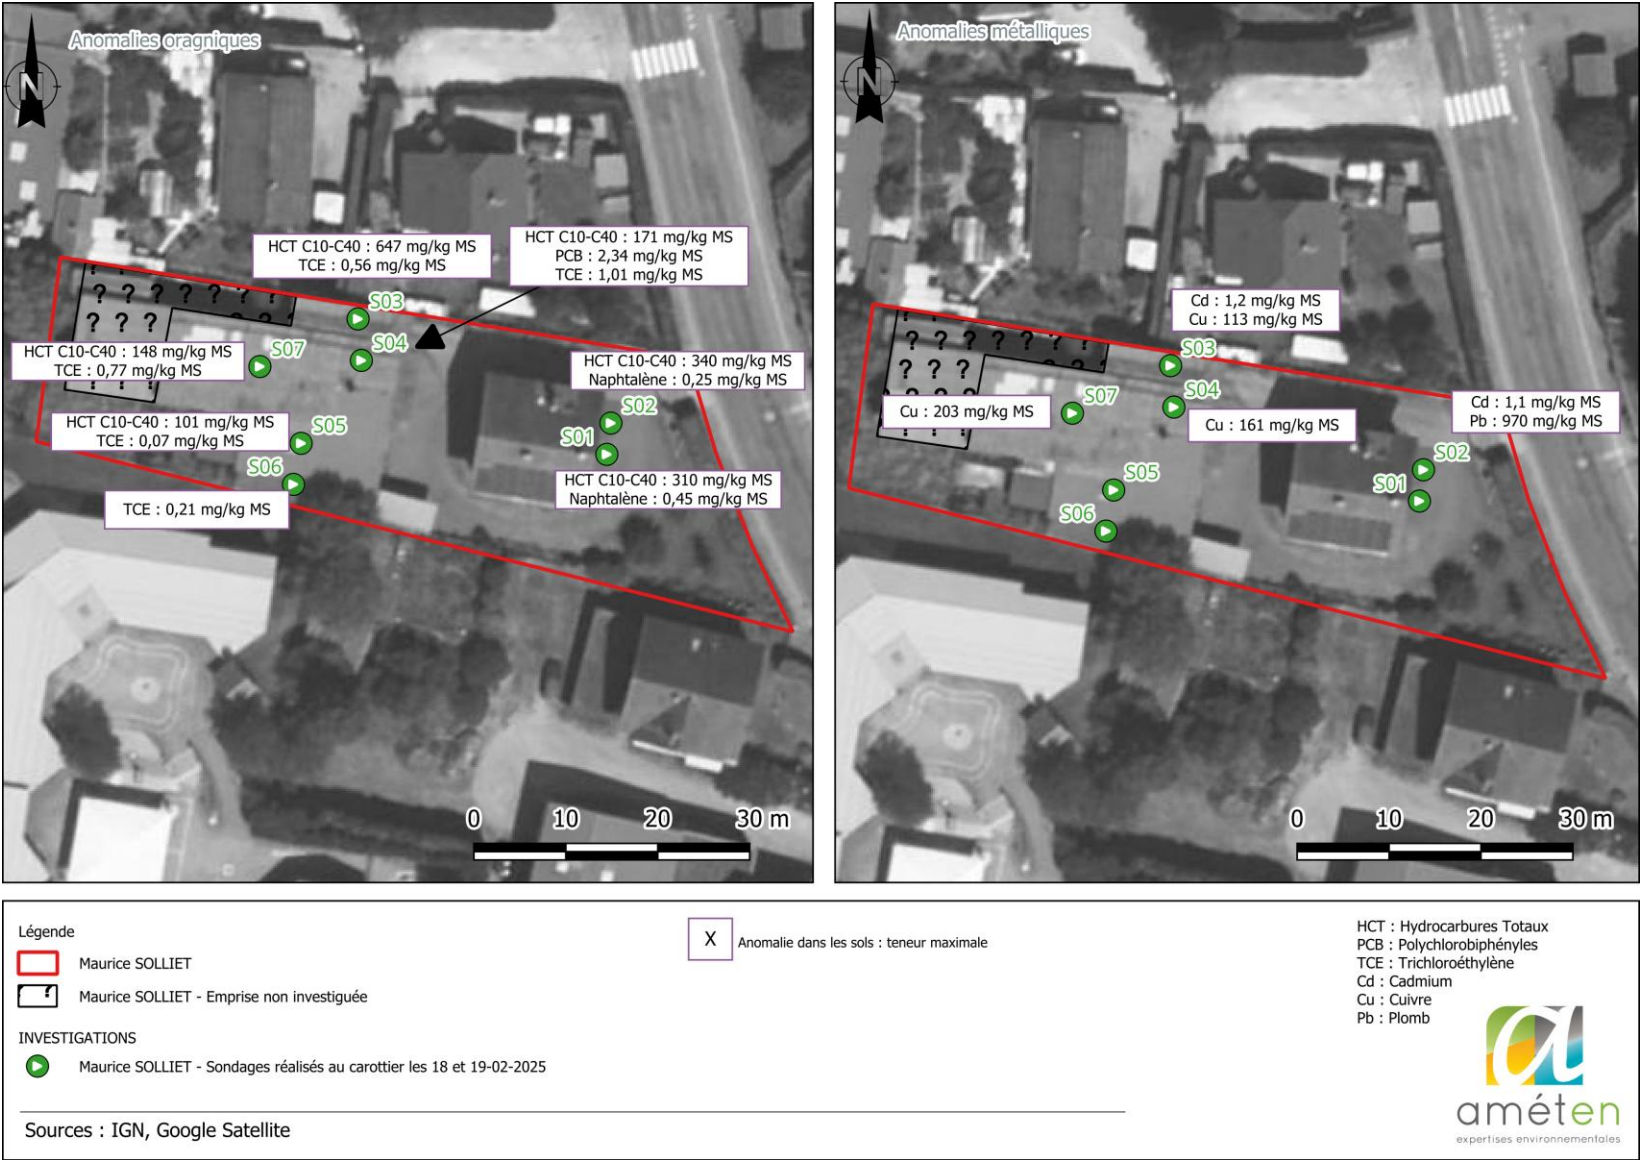 Anomalies oragniques
N
HCT C10-C40 : 647 mg/kg MS
TCE : 0,56 mg/kg MS
HCT C10-C40 : 171 mg/kg MS
PCB : 2,34 mg/kg MS
TCE : 1,01 mg/kg MS
? ? ? ? ? ? ?
? ? ? ? ?
S03
S04
S07
HCT C10-C40 : 148 mg/kg MS
TCE : 0,77 mg/kg MS
? ? ?
HCT C10-C40 : 340 mg/kg MS
Naphtalène : 0,25 mg/kg MS
S02
HCT C10-C40 : 101 mg/kg MS
TCE : 0,07 mg/kg MS
S05
S01
S06
HCT C10-C40 : 310 mg/kg MS
Naphtalène : 0,45 mg/kg MS
TCE : 0,21 mg/kg MS
0 10 20 30 m
Anomalies métalliques
N
Cd : 1,2 mg/kg MS
Cu : 113 mg/kg MS
? ? ? ? ? ? ?
? ? ? ? ?
S03
S04
S07
Cu : 203 mg/kg MS
? ? ?
Cu : 161 mg/kg MS
Cd : 1,1 mg/kg MS
Pb : 970 mg/kg MS
S02
S05
S01
S06
0 10 20 30 m
Légende
Maurice SOLLIET
? Maurice SOLLIET - Emprise non investiguée
INVESTIGATIONS
Maurice SOLLIET - Sondages réalisés au carottier les 18 et 19-02-2025
X Anomalie dans les sols : teneur maximale
HCT : Hydrocarbures Totaux
PCB : Polychlorobiphényles
TCE : Trichloroéthylène
Cd : Cadmium
Cu : Cuivre
Pb : Plomb
Sources : IGN, Google Satellite
a
améten
expertises environnementales